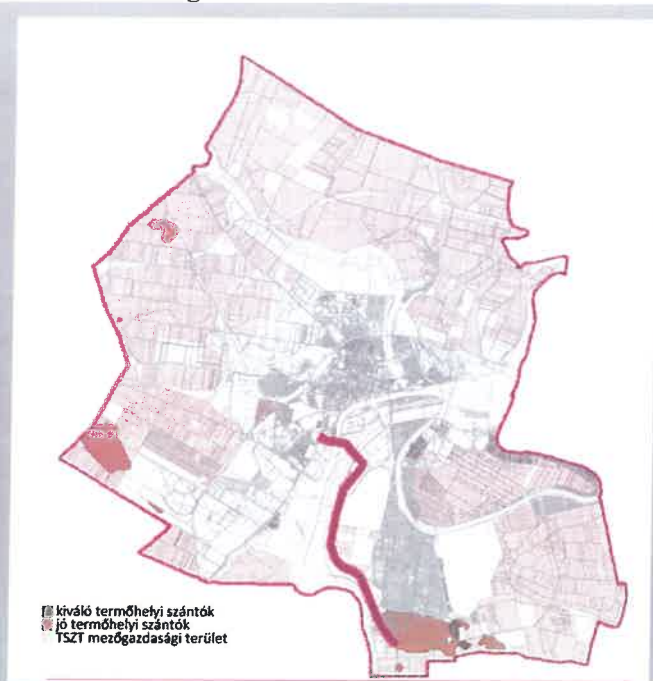 kiváló termőhelyi szántók
jó termőhelyi szántók
TSZT mezőgazdasági terület